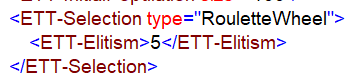 <ETT-Selection type="RouletteWheel">
<ETT-Elitism>5</ETT-Elitism>
</ETT-Selection>